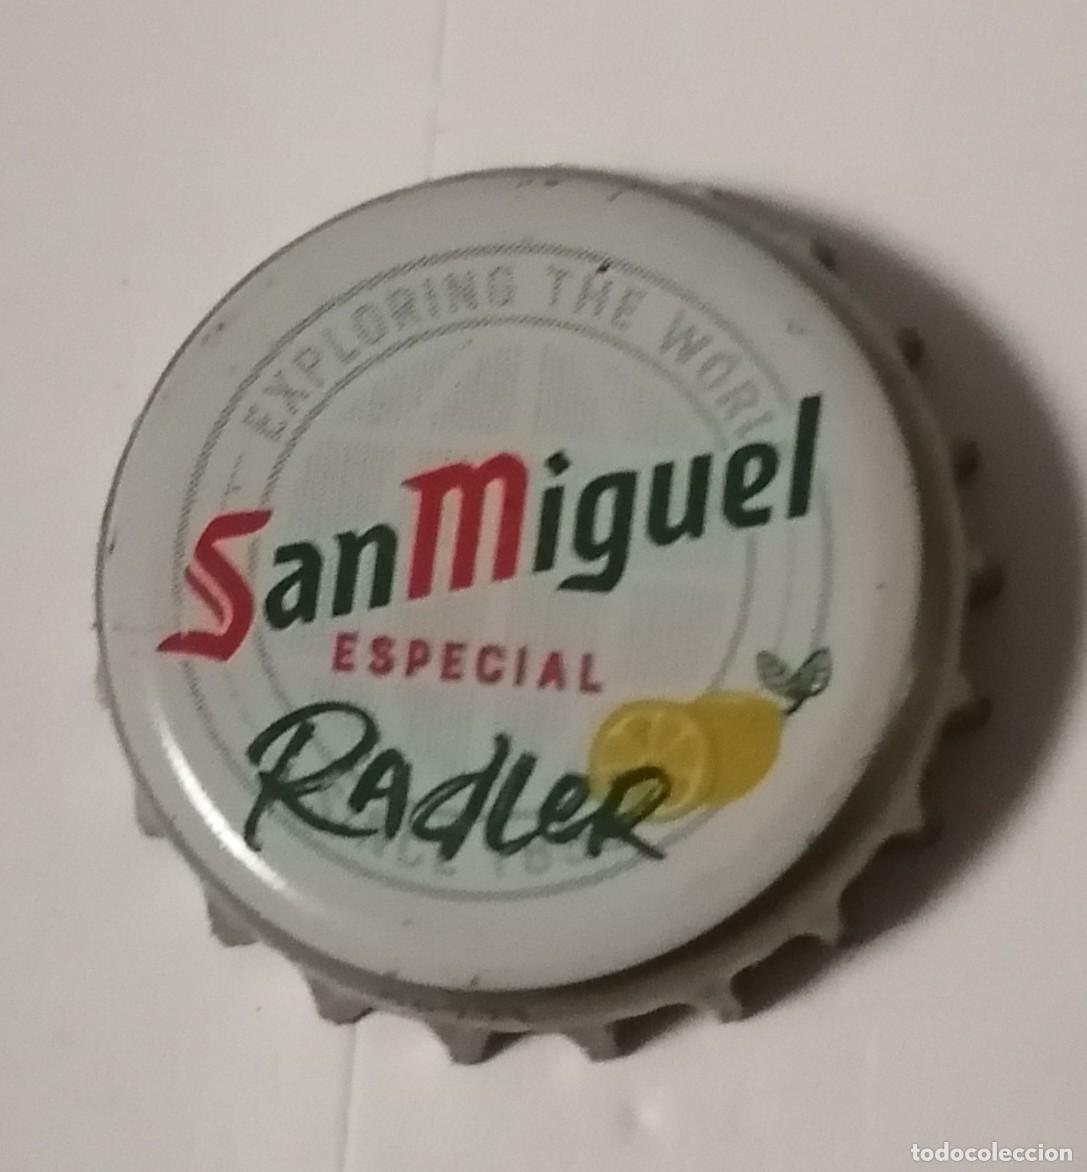 EXPLORING THE WORL
SanMiguel
ESPECIAL
RadLeR
todocoleccion